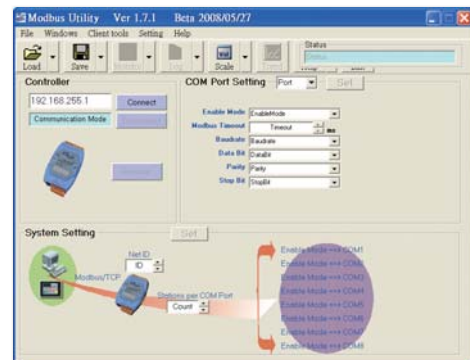 Modbus Utility Ver 1.7.1 Beta 2008/05/27
File Windows Client tools Setting Help
Load Save Scale
Status
Status
Controller
192.168.255.1 Connect
Communication Mode
COM Port Setting Port Set
Enable Mode EnableMode
Modbus Timeout Timeout ms
Baudrate Baudrate
Data Bit DataBit
Parity Parity
Stop Bit StopBit
System Setting Set
Net ID
ID
Modbus/TCP
Stations per COM Port
Count
Enable Mode ==> COM1
Enable Mode ==> COM2
Enable Mode ==> COM3
Enable Mode ==> COM4
Enable Mode ==> COM5
Enable Mode ==> COM6
Enable Mode ==> COM7
Enable Mode ==> COM8